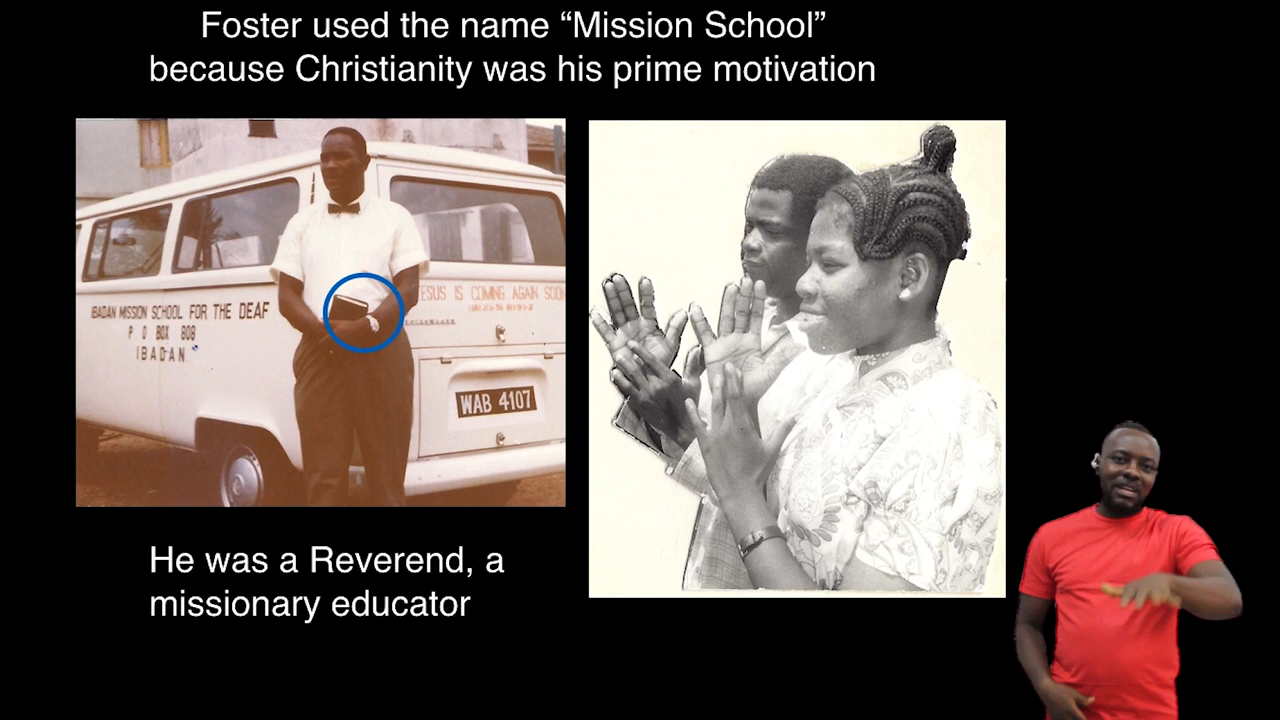 Foster used the name “Mission School”
because Christianity was his prime motivation
IBADAN MISSION SCHOOL FOR THE DEAF
P O BOX 808
IBADAN
ESUS IS COMING AGAIN SOO
WAB 4107
He was a Reverend, a
missionary educator